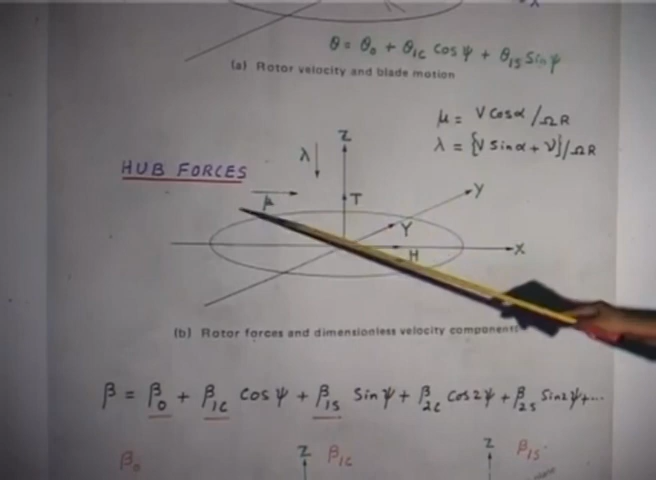 X
θ = θ₀ + θ₁c Cos ψ + θ₁s Sin ψ
(a) Rotor velocity and blade motion
μ = V Cosα / ΩR
Z
λ
λ = {V Sinα + ν} / ΩR
HUB FORCES
μ
T
Y
Y
H
X
(b) Rotor forces and dimensionless velocity components
β = β₀ + β₁c Cos ψ + β₁s Sin ψ + β₂c Cos 2ψ + β₂s Sin 2ψ + ...
β₀
Z
β₁c
Z
β₁s